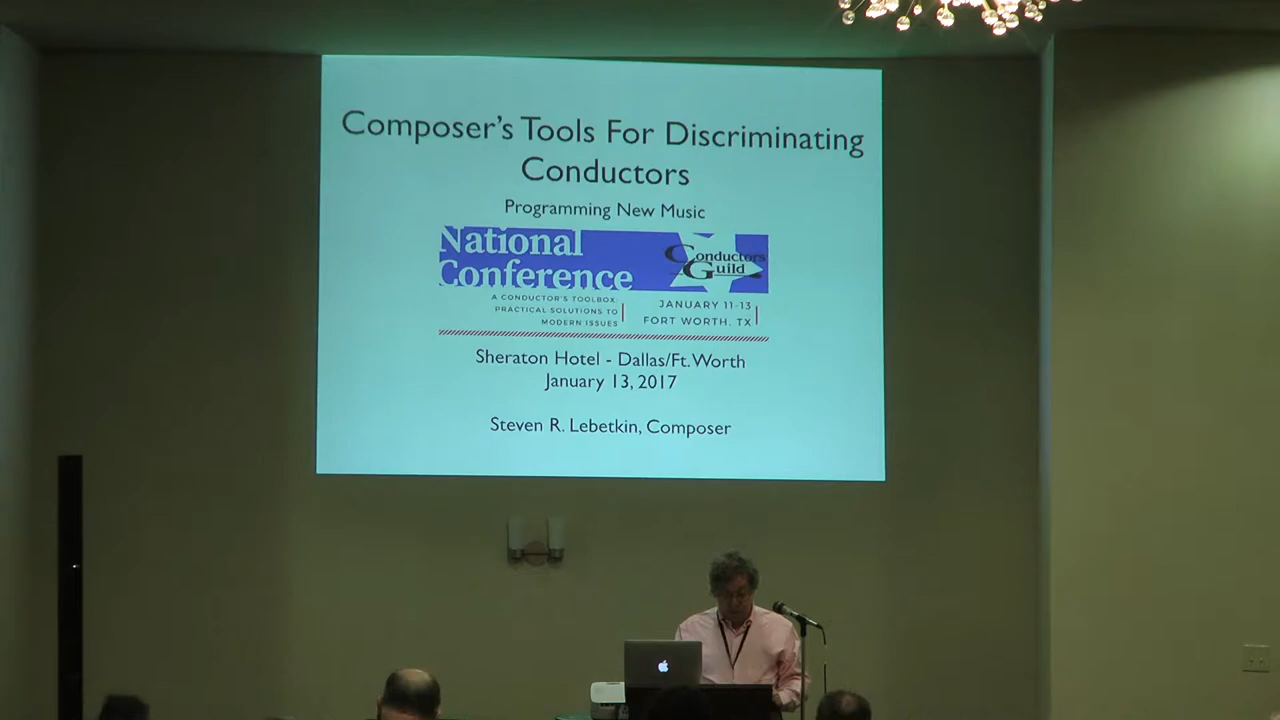 Composer's Tools For Discriminating
Conductors
Programming New Music
National
Conference
Conductors
Guild
A CONDUCTOR'S TOOLBOX:
PRACTICAL SOLUTIONS TO
MODERN ISSUES
JANUARY 11-13
FORT WORTH, TX
Sheraton Hotel - Dallas/Ft. Worth
January 13, 2017
Steven R. Lebetkin, Composer